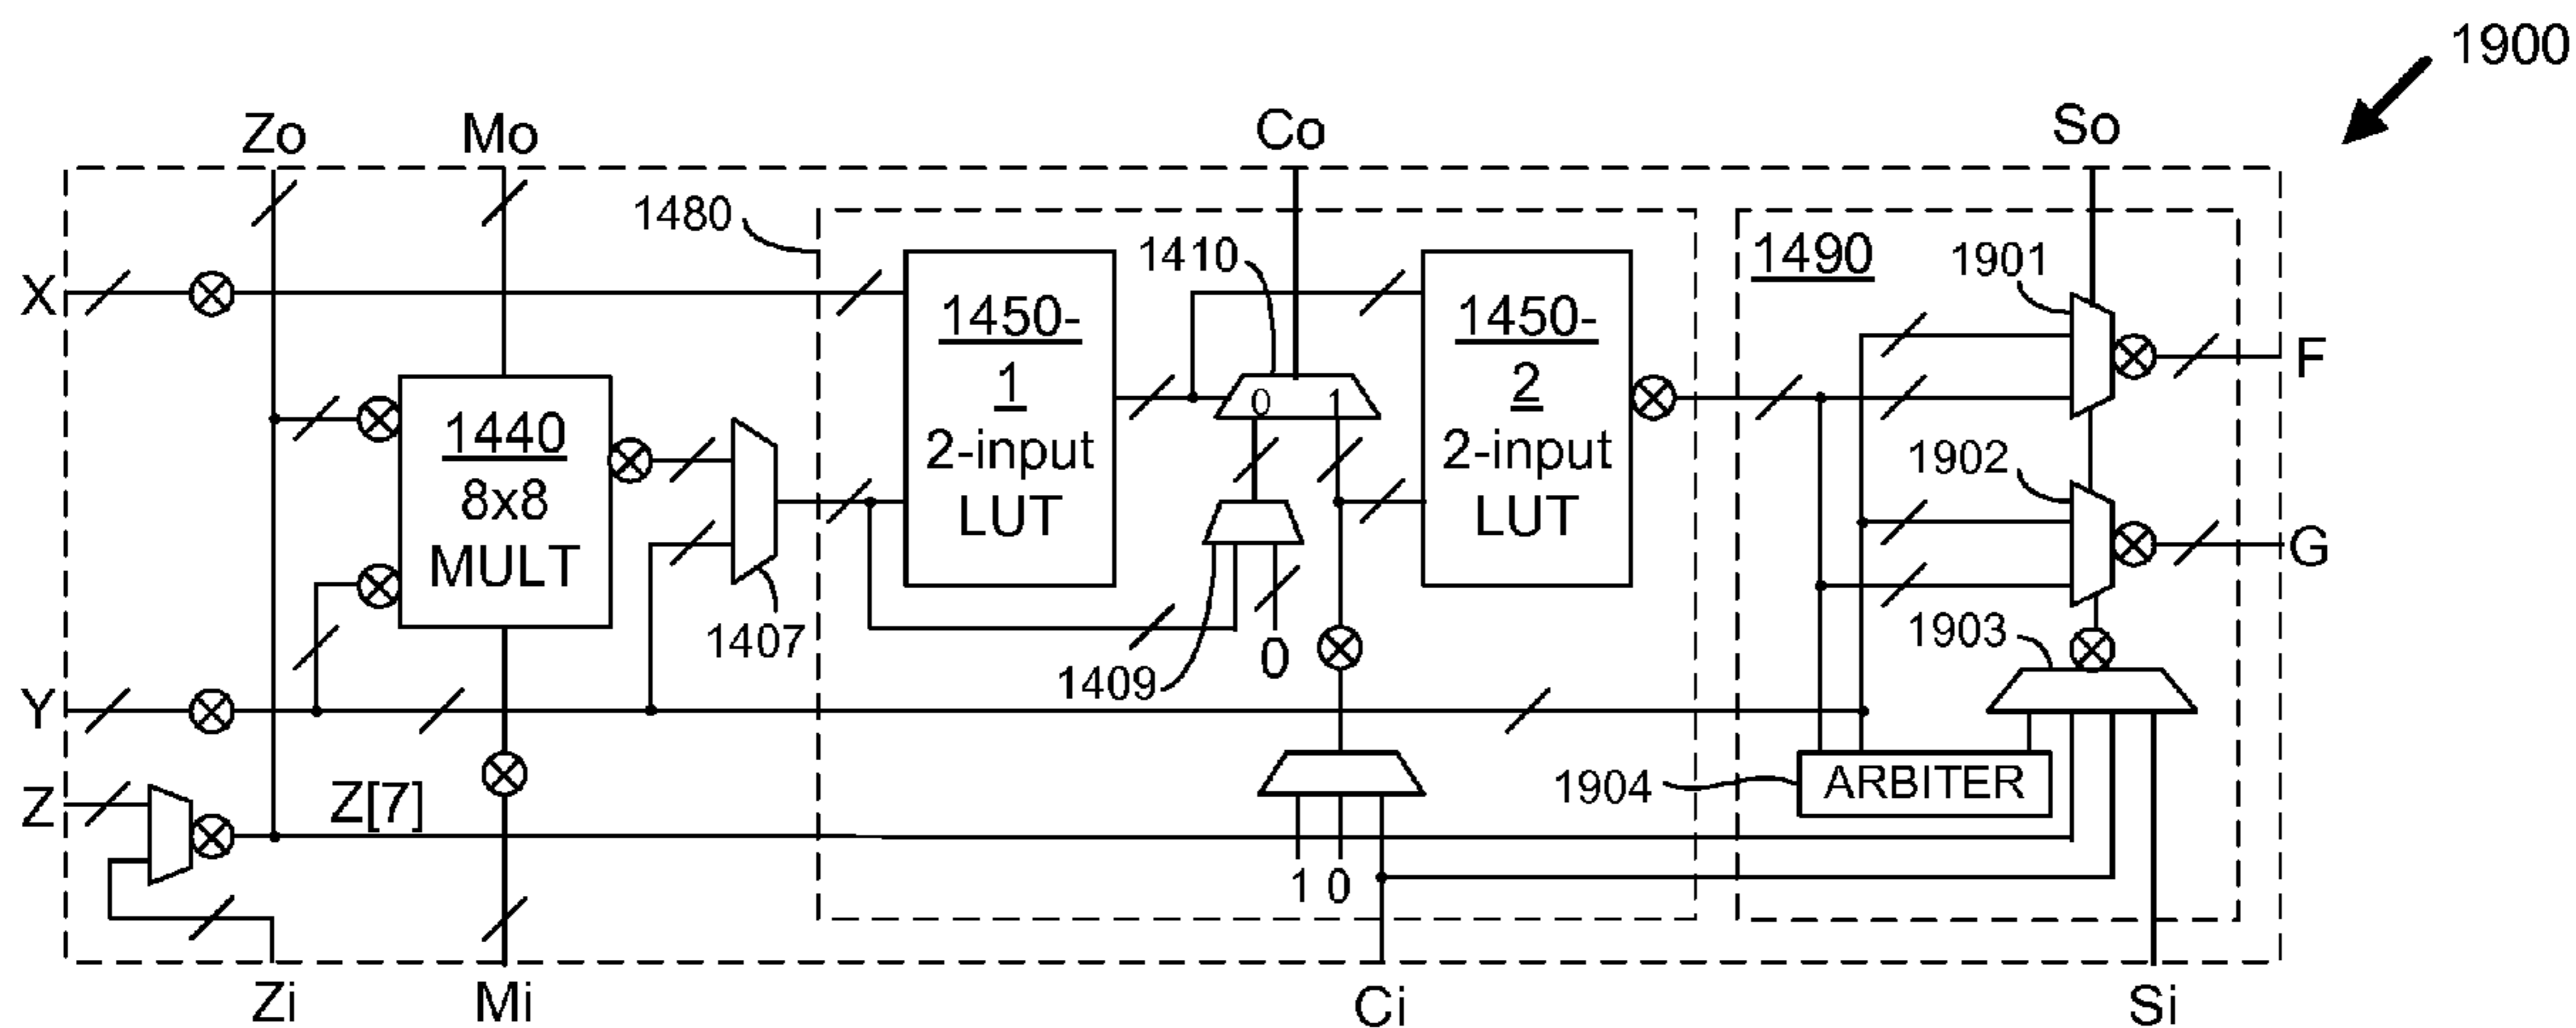 1900
Zo Mo Co So
1480
1410
1490
1901
X
1450-
1
2-input
LUT
0 1
1450-
2
2-input
LUT
F
1440
8x8
MULT
1902
G
1407
1409
0
1903
Y
Z
Z[7]
1904
ARBITER
1 0
Zi Mi Ci Si